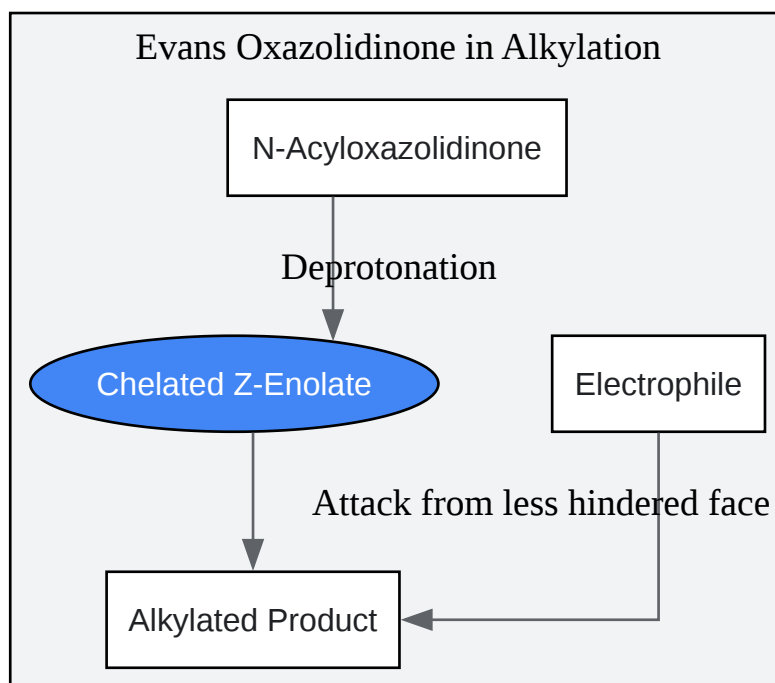 Evans Oxazolidinone in Alkylation
N-Acyloxazolidinone
Deprotonation
Chelated Z-Enolate
Electrophile
Attack from less hindered face
Alkylated Product